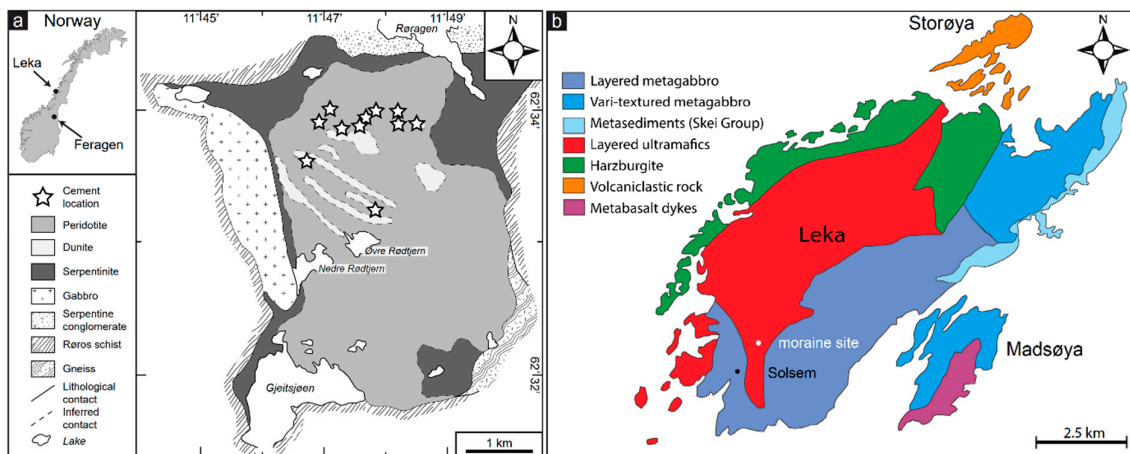 a
Norway
Leka
Feragen
Cement
location
Peridotite
Dunite
Serpentinite
Gabbro
Serpentine
conglomerate
Røros schist
Gneiss
Lithological
contact
Inferred
contact
Lake
11°45'
11°47'
11°49'
Røragen
N
62°34'
Øvre Rødtjern
Nedre Rødtjern
62°32'
Gjeitsjøen
1 km
b
Storøya
N
Layered metagabbro
Vari-textured metagabbro
Metasediments (Skei Group)
Layered ultramafics
Harzburgite
Volcaniclastic rock
Metabasalt dykes
Leka
moraine site
Solsem
Madsøya
2.5 km